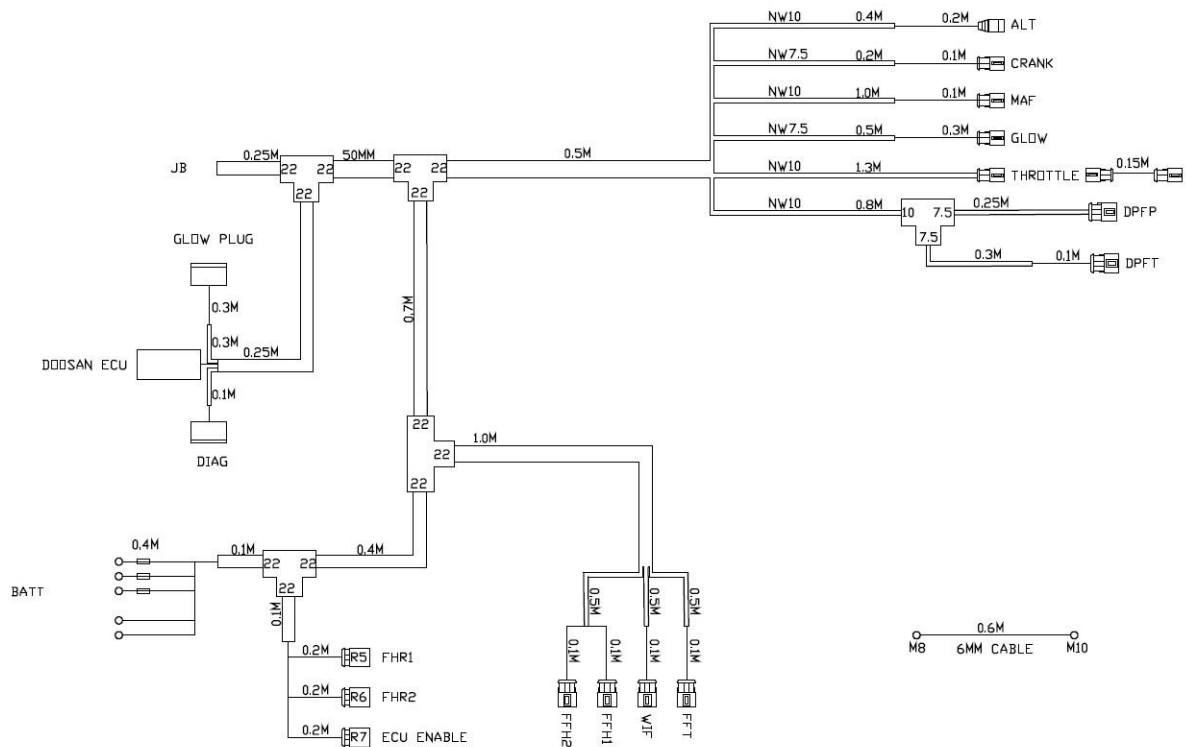 NW10 0.4M 0.2M ALT
NW7.5 0.2M 0.1M CRANK
NW10 1.0M 0.1M MAF
NW7.5 0.5M 0.3M GLOW
JB 0.25M 22 22 22 50MM 22 22 22 0.5M
NW10 1.3M THROTTLE 0.15M
NW10 0.8M 10 7.5 7.5 0.25M DPFP
0.3M 0.1M DPFT
GLOW PLUG
0.3M
0.3M
DOOSAN ECU
0.25M
0.1M
DIAG
0.7M
22
22
22
1.0M
BATT
0.4M
0.1M
22 22
22
0.4M
0.1M
0.2M R5 FHR1
0.2M R6 FHR2
0.2M R7 ECU ENABLE
0.5M 0.5M 0.5M
0.1M 0.1M 0.1M 0.1M
FFH2 FFH1 WIF FFT
0.6M
M8 6MM CABLE M10